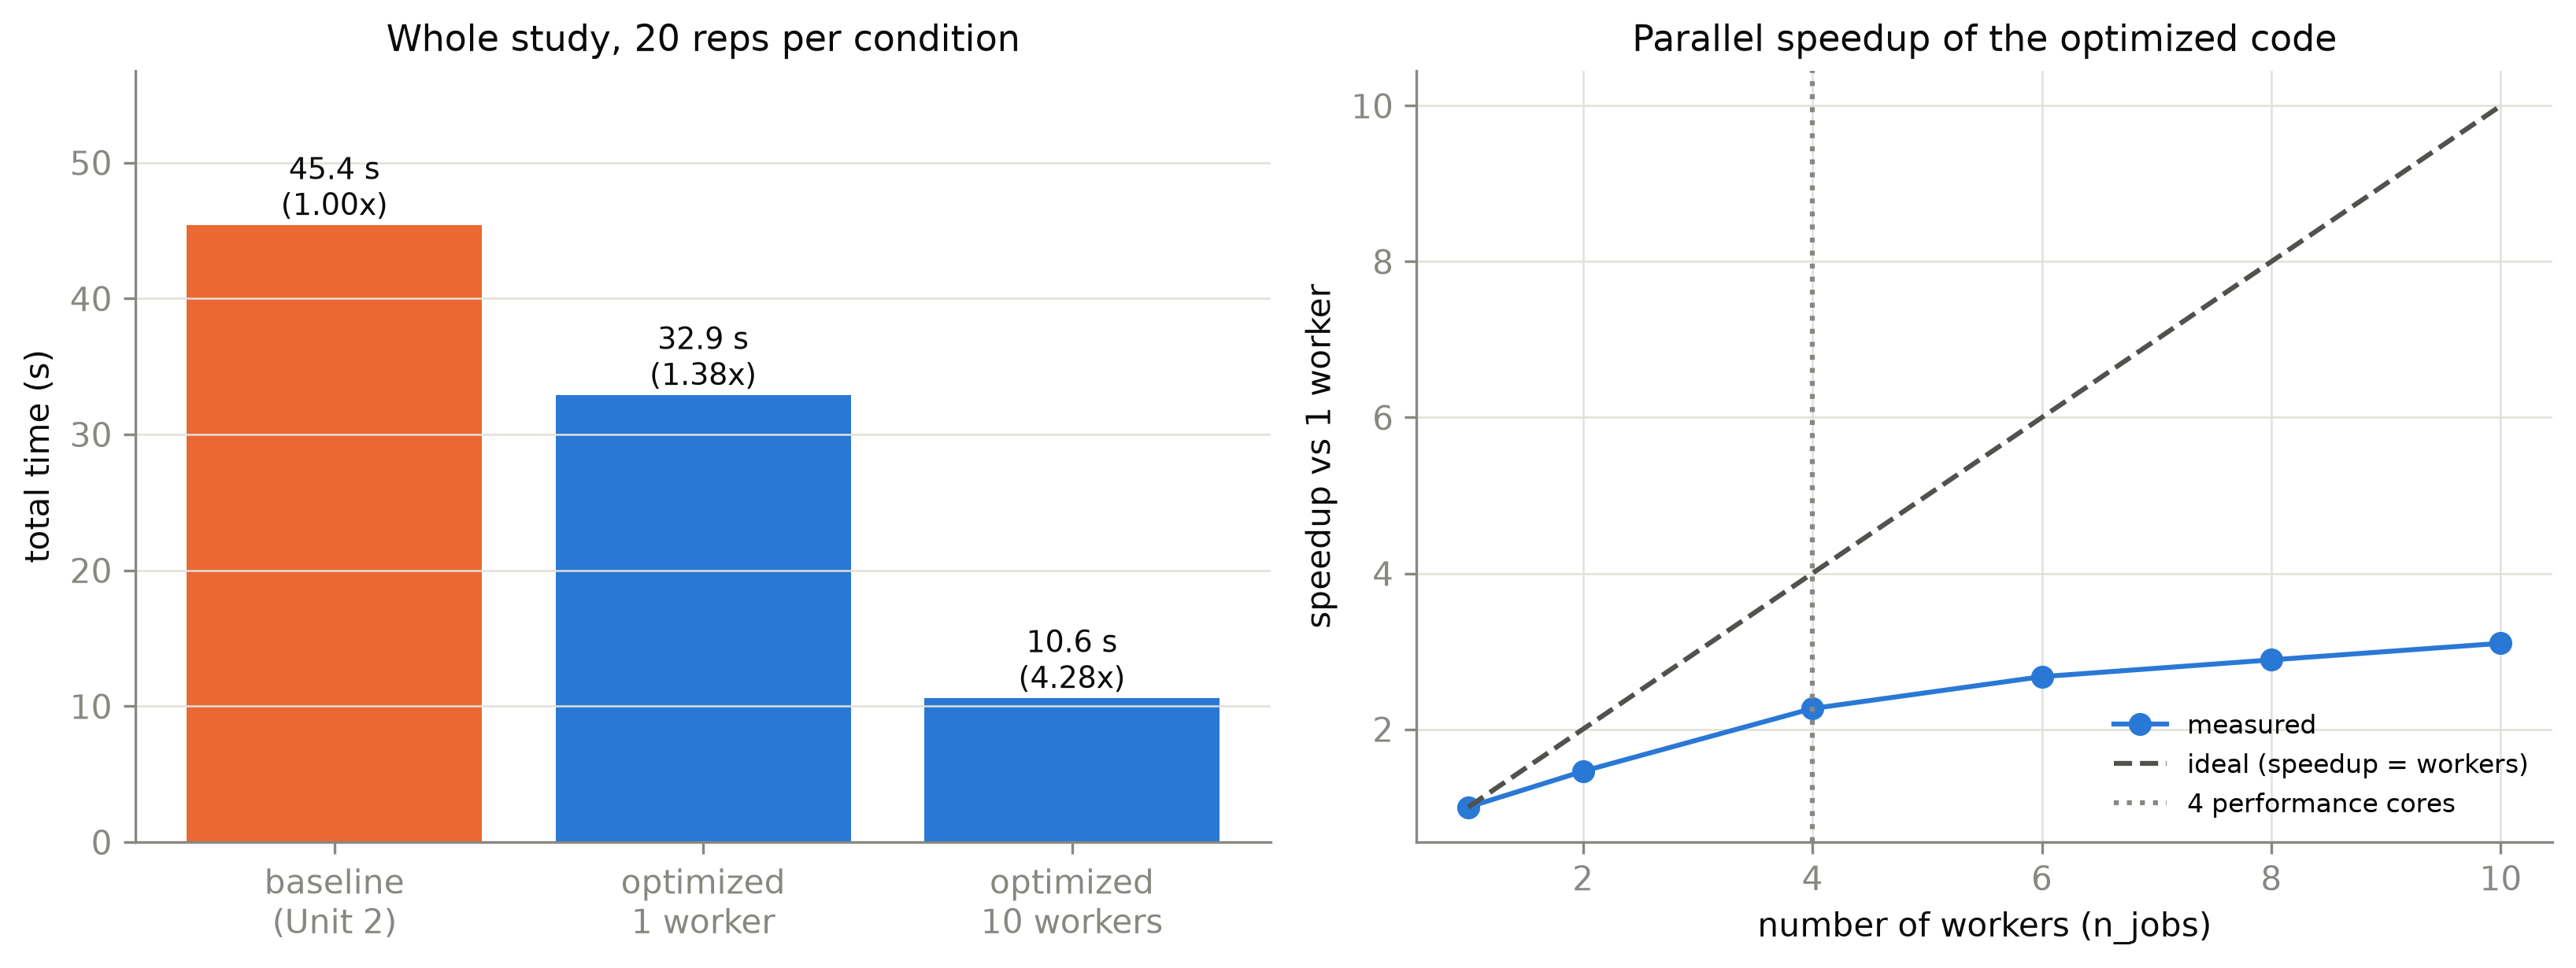 Whole study, 20 reps per condition
total time (s)
50
40
30
20
10
0
45.4 s
(1.00x)
32.9 s
(1.38x)
10.6 s
(4.28x)
baseline
(Unit 2)
optimized
1 worker
optimized
10 workers
Parallel speedup of the optimized code
speedup vs 1 worker
10
8
6
4
2
measured
ideal (speedup = workers)
4 performance cores
2
4
6
8
10
number of workers (n_jobs)